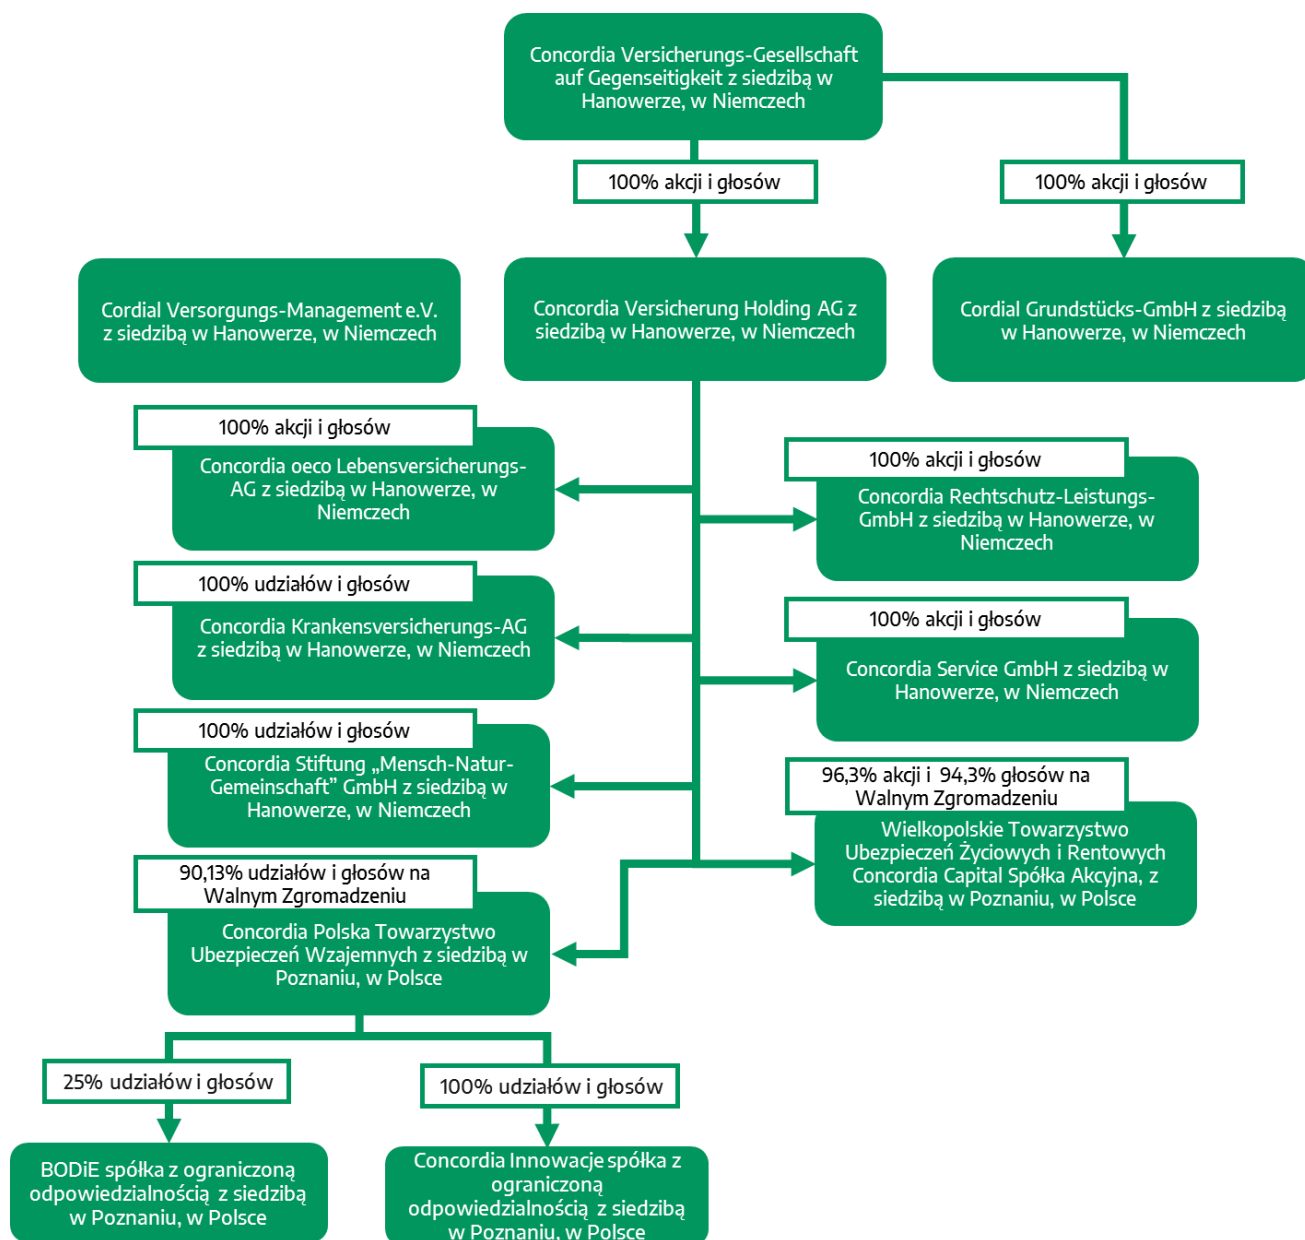 Concordia Versicherungs-Gesellschaft
auf Gegenseitigkeit z siedzibą w
Hanowerze, w Niemczech
100% akcji i głosów
100% akcji i głosów
Cordial Versorgungs-Management e.V.
z siedzibą w Hanowerze, w Niemczech
Concordia Versicherung Holding AG z
siedzibą w Hanowerze, w Niemczech
Cordial Grundstücks-GmbH z siedzibą
w Hanowerze, w Niemczech
100% akcji i głosów
Concordia oeco Lebensversicherungs-
AG z siedzibą w Hanowerze, w
Niemczech
100% akcji i głosów
Concordia Rechtschutz-Leistungs-
GmbH z siedzibą w Hanowerze, w
Niemczech
100% udziałów i głosów
Concordia Krankensversicherungs-AG
z siedzibą w Hanowerze, w Niemczech
100% akcji i głosów
Concordia Service GmbH z siedzibą w
Hanowerze, w Niemczech
100% udziałów i głosów
Concordia Stiftung „Mensch-Natur-
Gemeinschaft” GmbH z siedzibą w
Hanowerze, w Niemczech
96,3% akcji i 94,3% głosów na
Walnym Zgromadzeniu
Wielkopolskie Towarzystwo
Ubezpieczeń Życiowych i Rentowych
Concordia Capital Spółka Akcyjna, z
siedzibą w Poznaniu, w Polsce
90,13% udziałów i głosów na
Walnym Zgromadzeniu
Concordia Polska Towarzystwo
Ubezpieczeń Wzajemnych z siedzibą w
Poznaniu, w Polsce
25% udziałów i głosów
100% udziałów i głosów
BODiE spółka z ograniczoną
odpowiedzialnością z siedzibą
w Poznaniu, w Polsce
Concordia Innowacje spółka z
ograniczoną
odpowiedzialnością z siedzibą
w Poznaniu, w Polsce